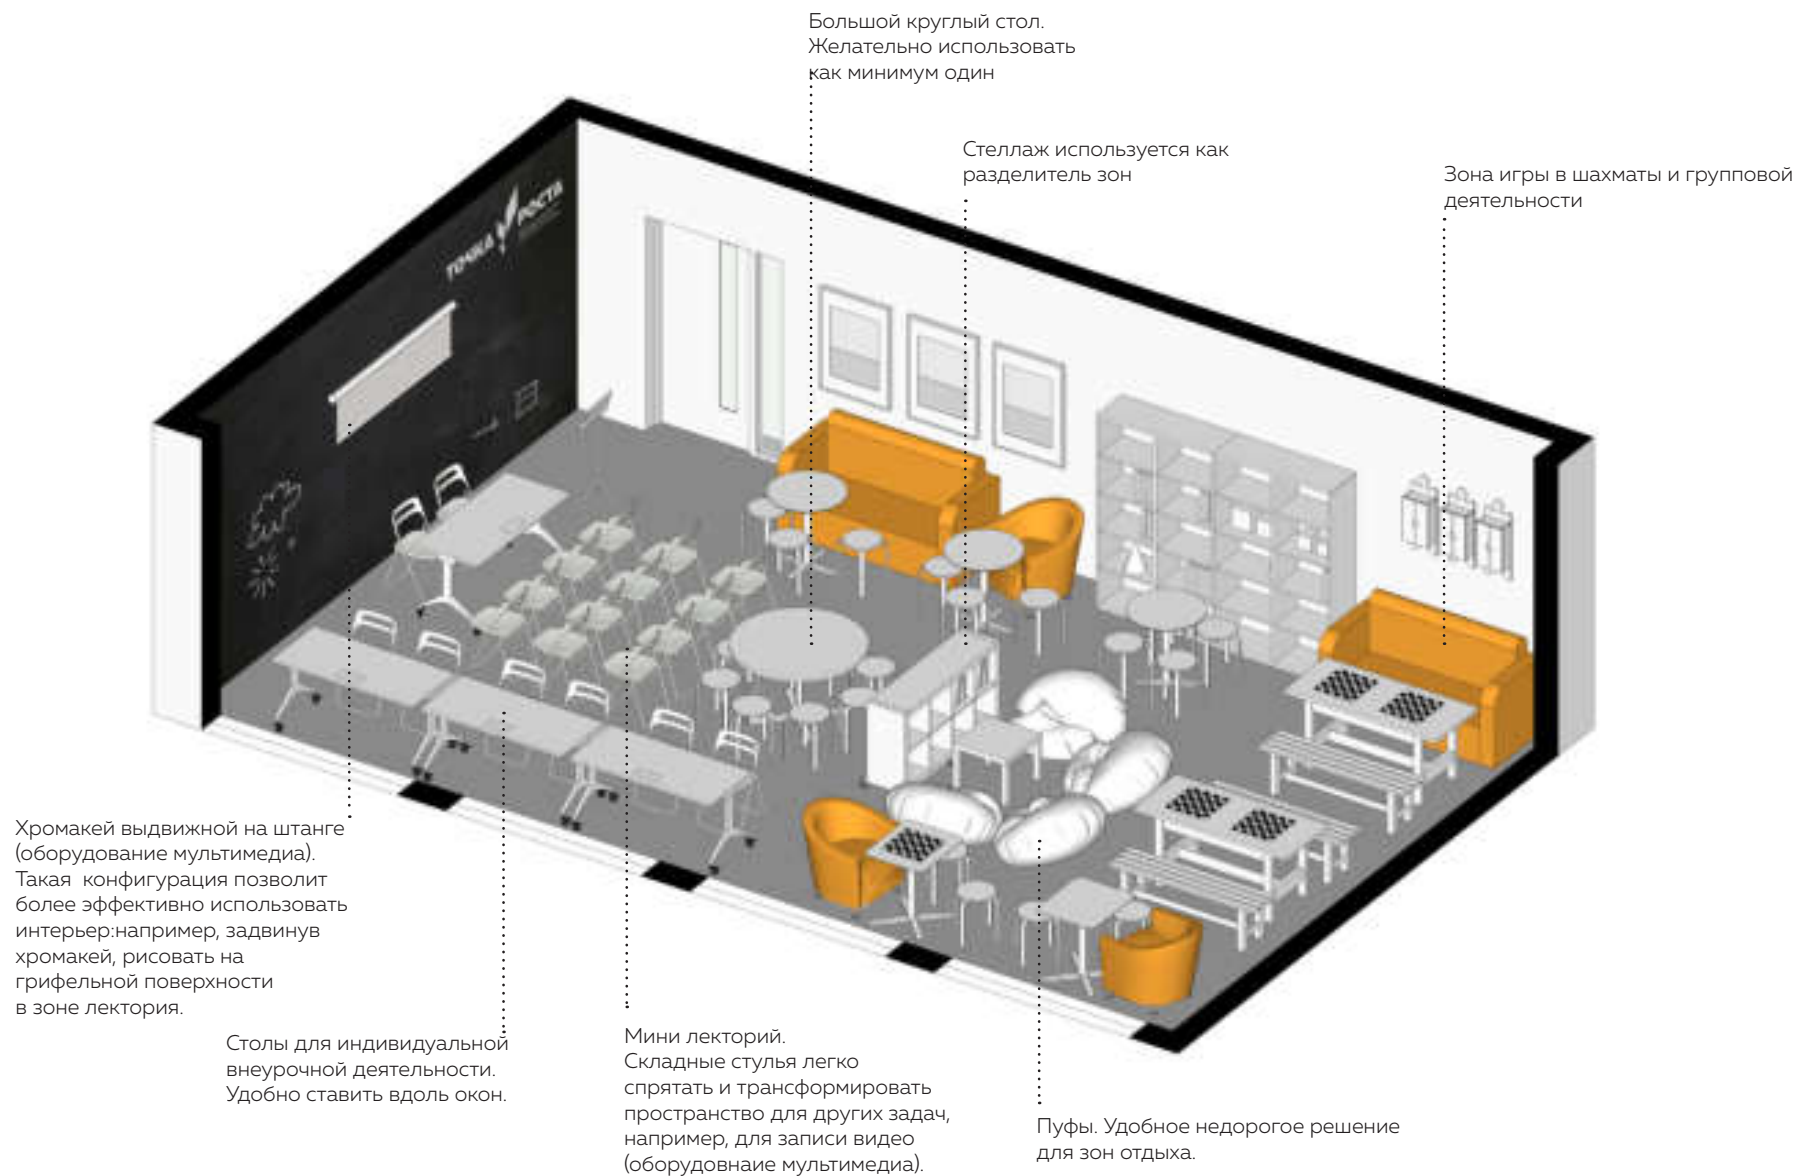 Большой круглый стол.
Желательно использовать
как минимум один
Стеллаж используется как
разделитель зон
Зона игры в шахматы и групповой
деятельности
ТОЧКА РОСТА
Хромакей выдвижной на штанге
(оборудование мультимедиа).
Такая конфигурация позволит
более эффективно использовать
интерьер:например, задвинув
хромакей, рисовать на
грифельной поверхности
в зоне лектория.
Столы для индивидуальной
внеурочной деятельности.
Удобно ставить вдоль окон.
Мини лекторий.
Складные стулья легко
спрятать и трансформировать
пространство для других задач,
например, для записи видео
(оборудовнаие мультимедиа).
Пуфы. Удобное недорогое решение
для зон отдыха.